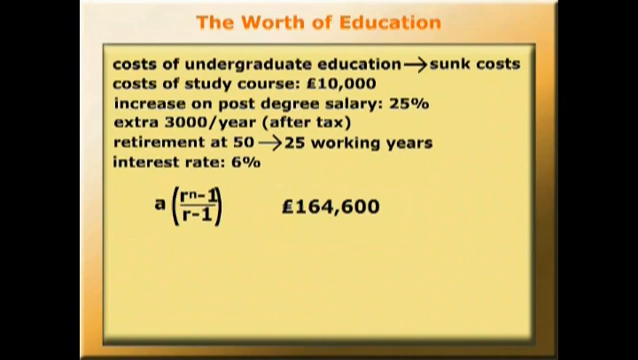 The Worth of Education
costs of undergraduate education→sunk costs
costs of study course: £10,000
increase on post degree salary: 25%
extra 3000/year (after tax)
retirement at 50→25 working years
interest rate: 6%
a (rⁿ-1/r-1) £164,600